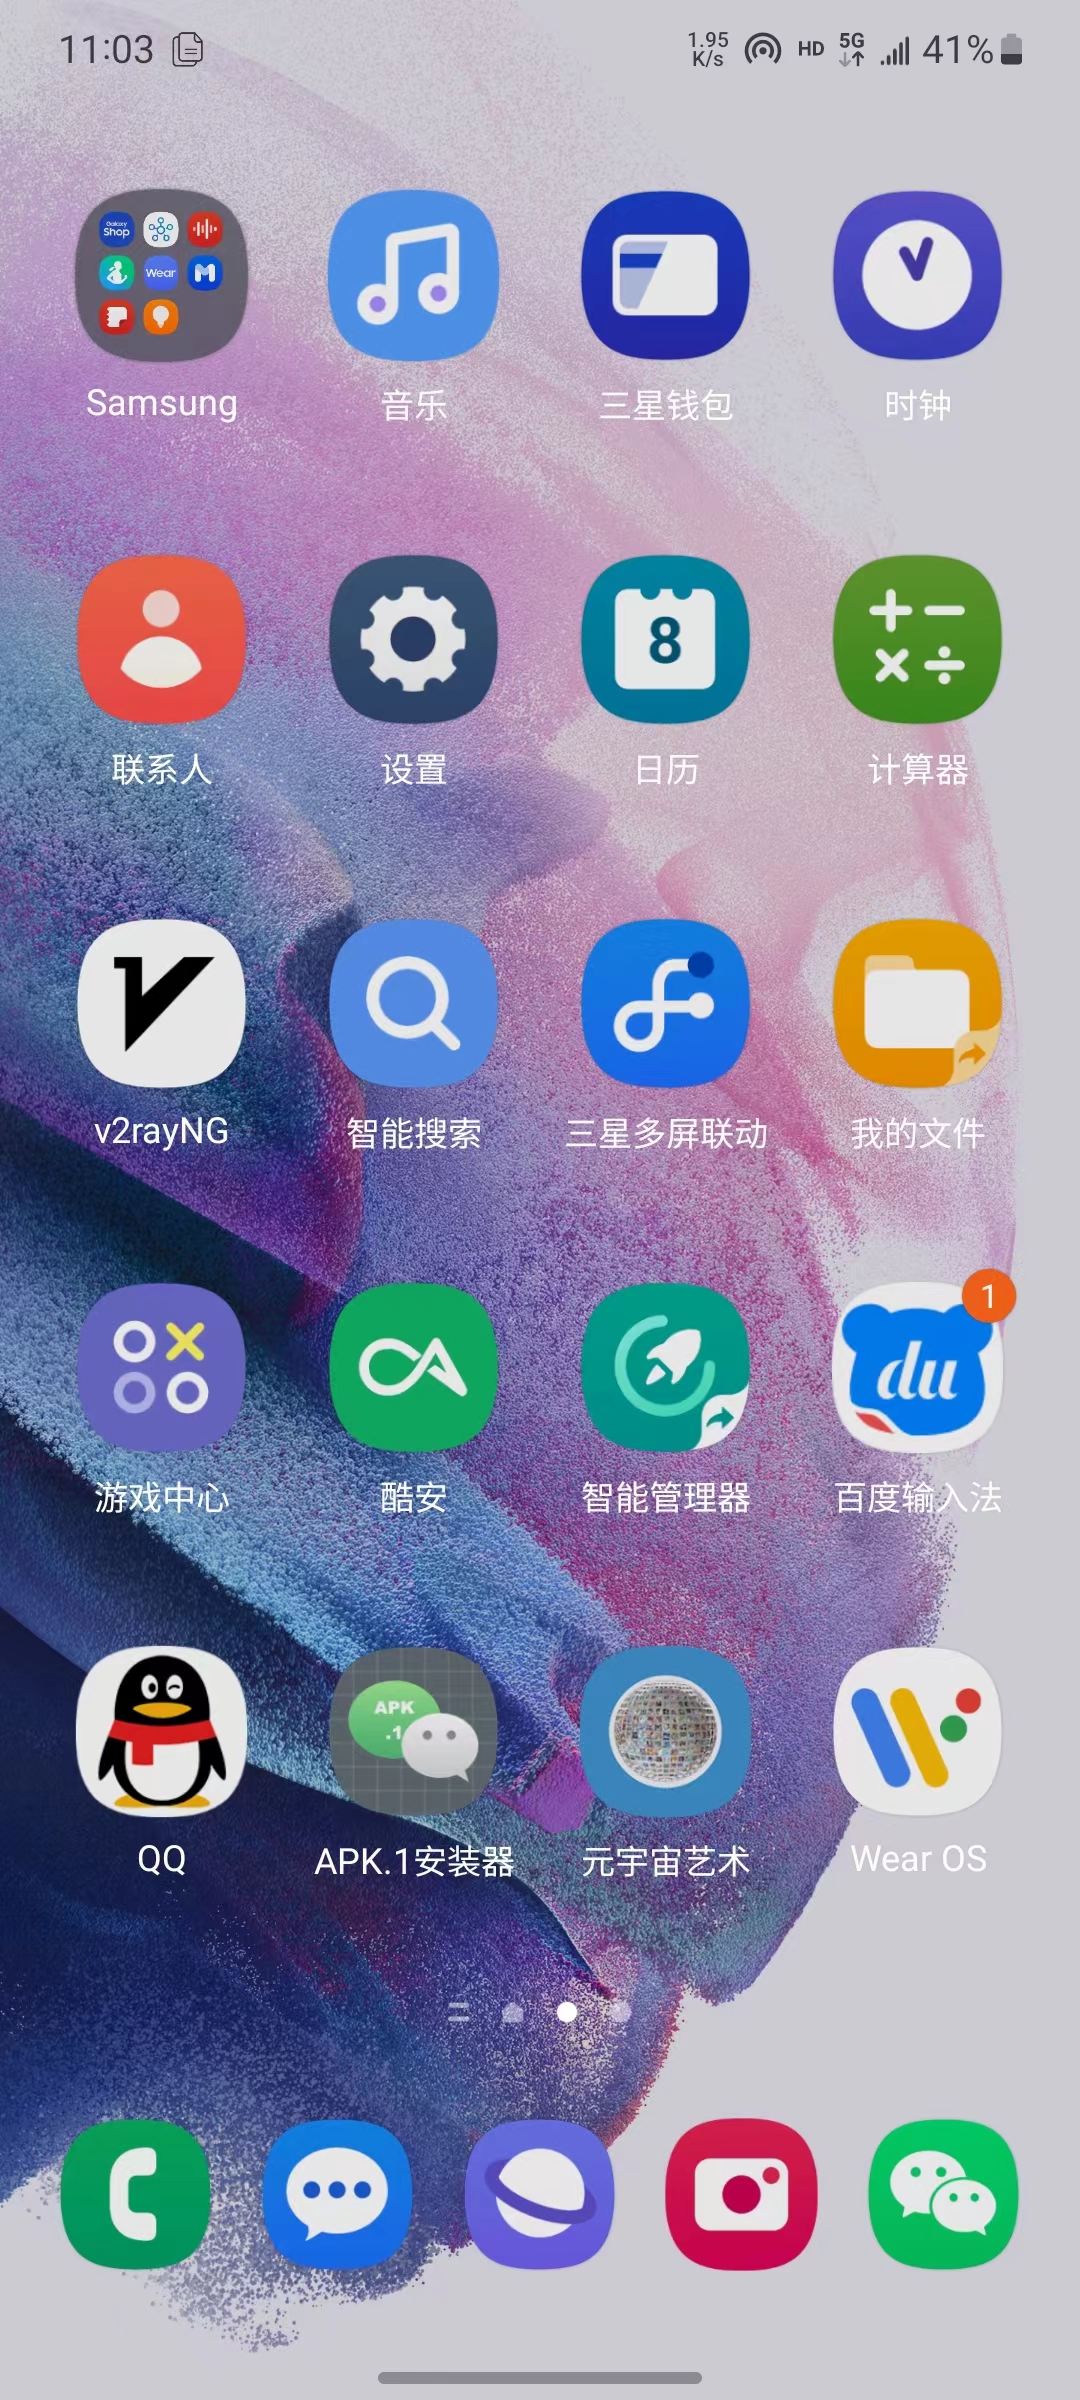 11:03
1.95 K/s HD 5G 41%
Galaxy Shop
Wear
Samsung 音乐 三星钱包 时钟
8
联系人 设置 日历 计算器
v2rayNG 智能搜索 三星多屏联动 我的文件
du 1
游戏中心 酷安 智能管理器 百度输入法
APK
.1
QQ APK.1安装器 元宇宙艺术 Wear OS